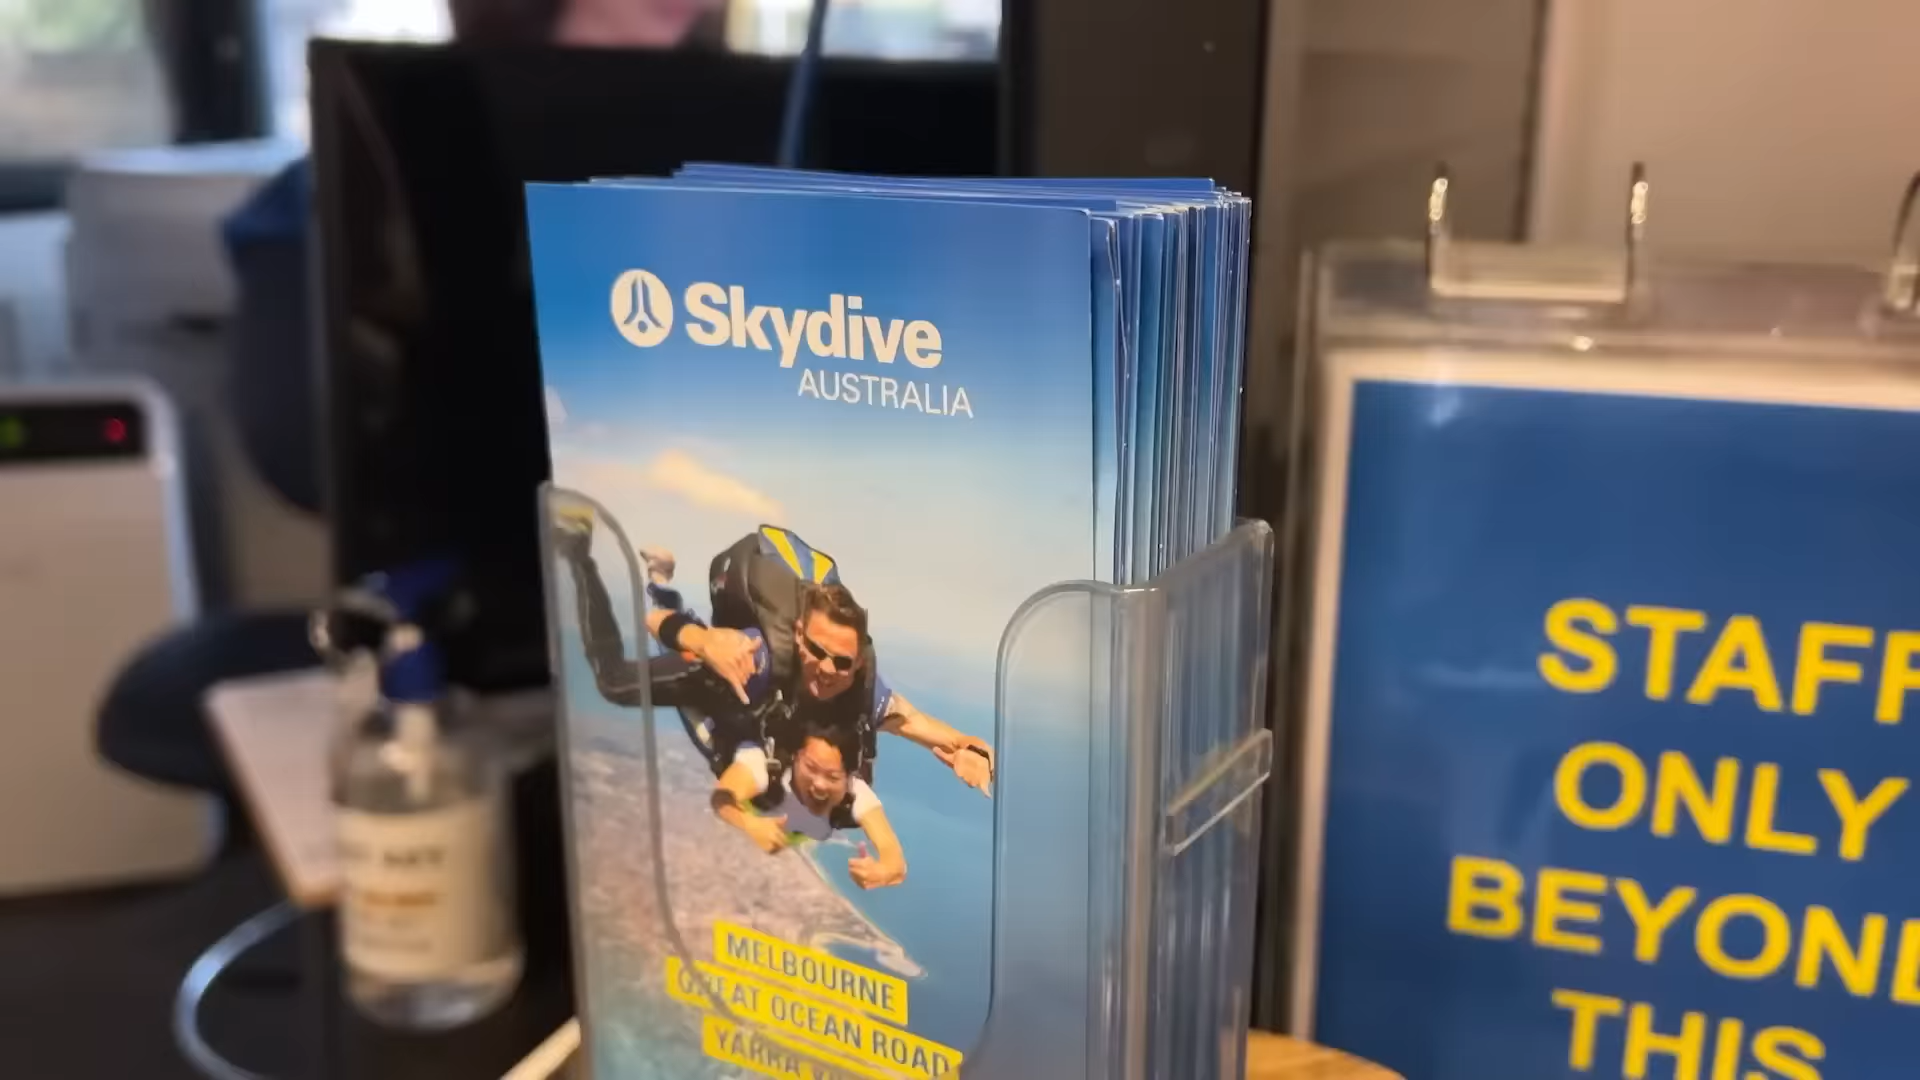 Skydive
AUSTRALIA
MELBOURNE
GREAT OCEAN ROAD
YARRA
STAFF
ONLY
BEYOND
THIS